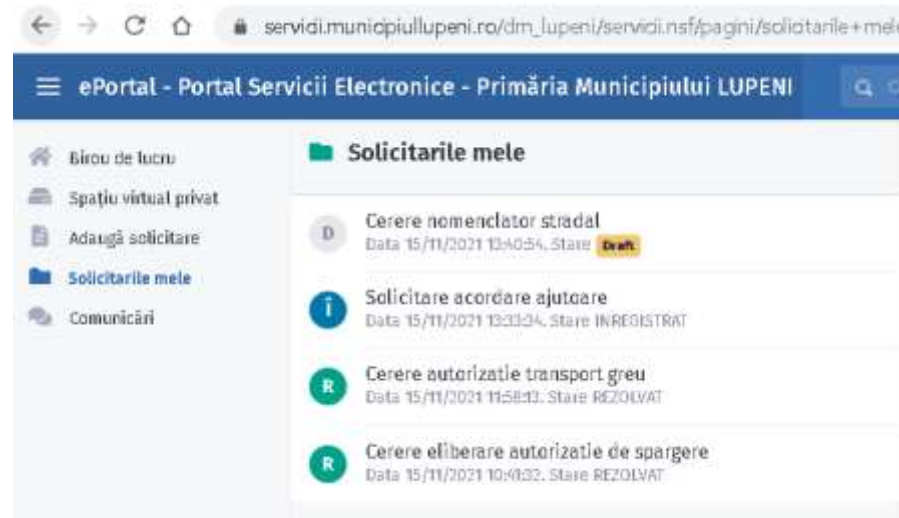 servicii.municipiullupeni.ro/dm_lupeni/servicii.nsf/pagini/solicitarile+mele
ePortal - Portal Servicii Electronice - Primăria Municipiului LUPENI
Birou de lucru
Spațiu virtual privat
Adaugă solicitare
Solicitarile mele
Comunicări
Solicitarile mele
D
Cerere nomenclator stradal
Data 15/11/2021 13:40:54. Stare Draft
Î
Solicitare acordare ajutoare
Data 15/11/2021 13:33:34. Stare INREGISTRAT
R
Cerere autorizatie transport greu
Data 15/11/2021 11:58:13. Stare REZOLVAT
R
Cerere eliberare autorizatie de spargere
Data 15/11/2021 Stare REZOLVAT